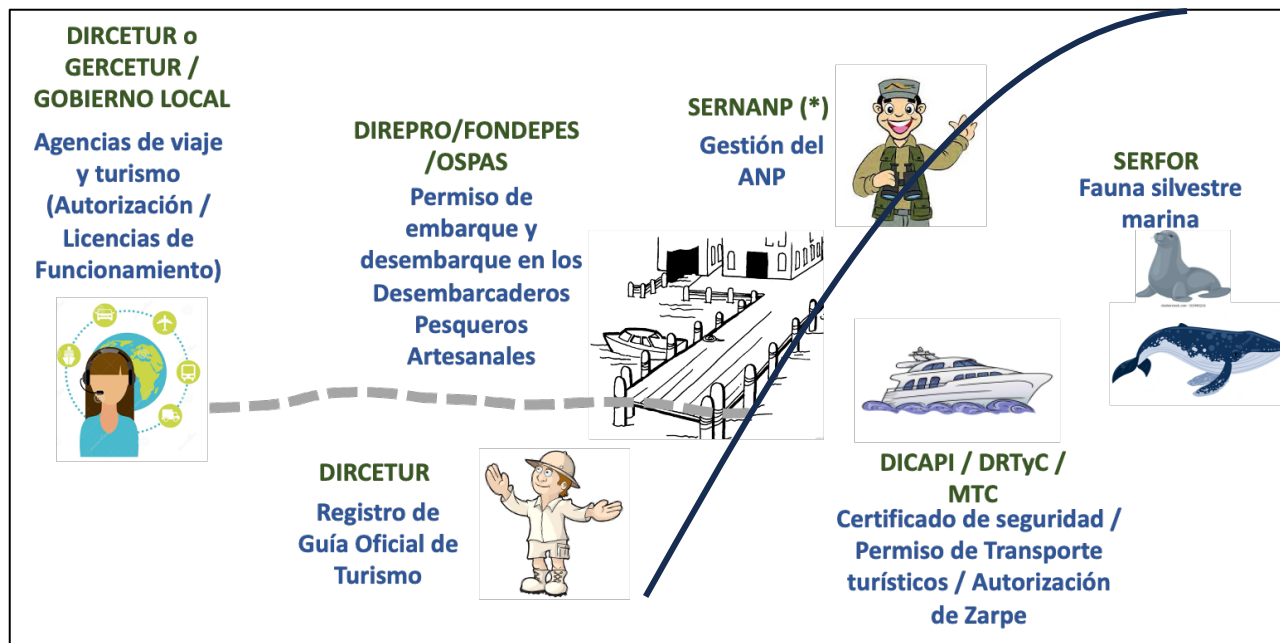 DIRCETUR o
GERCETUR /
GOBIERNO LOCAL
Agencias de viaje
y turismo
(Autorización /
Licencias de
Funcionamiento)
DIREPRO/FONDEPES
/OSPAS
Permiso de
embarque y
desembarque en los
Desembarcaderos
Pesqueros
Artesanales
DIRCETUR
Registro de
Guía Oficial de
Turismo
SERNANP (*)
Gestión del
ANP
SERFOR
Fauna silvestre
marina
DICAPI / DRTyC /
MTC
Certificado de seguridad /
Permiso de Transporte
turísticos / Autorización
de Zarpe